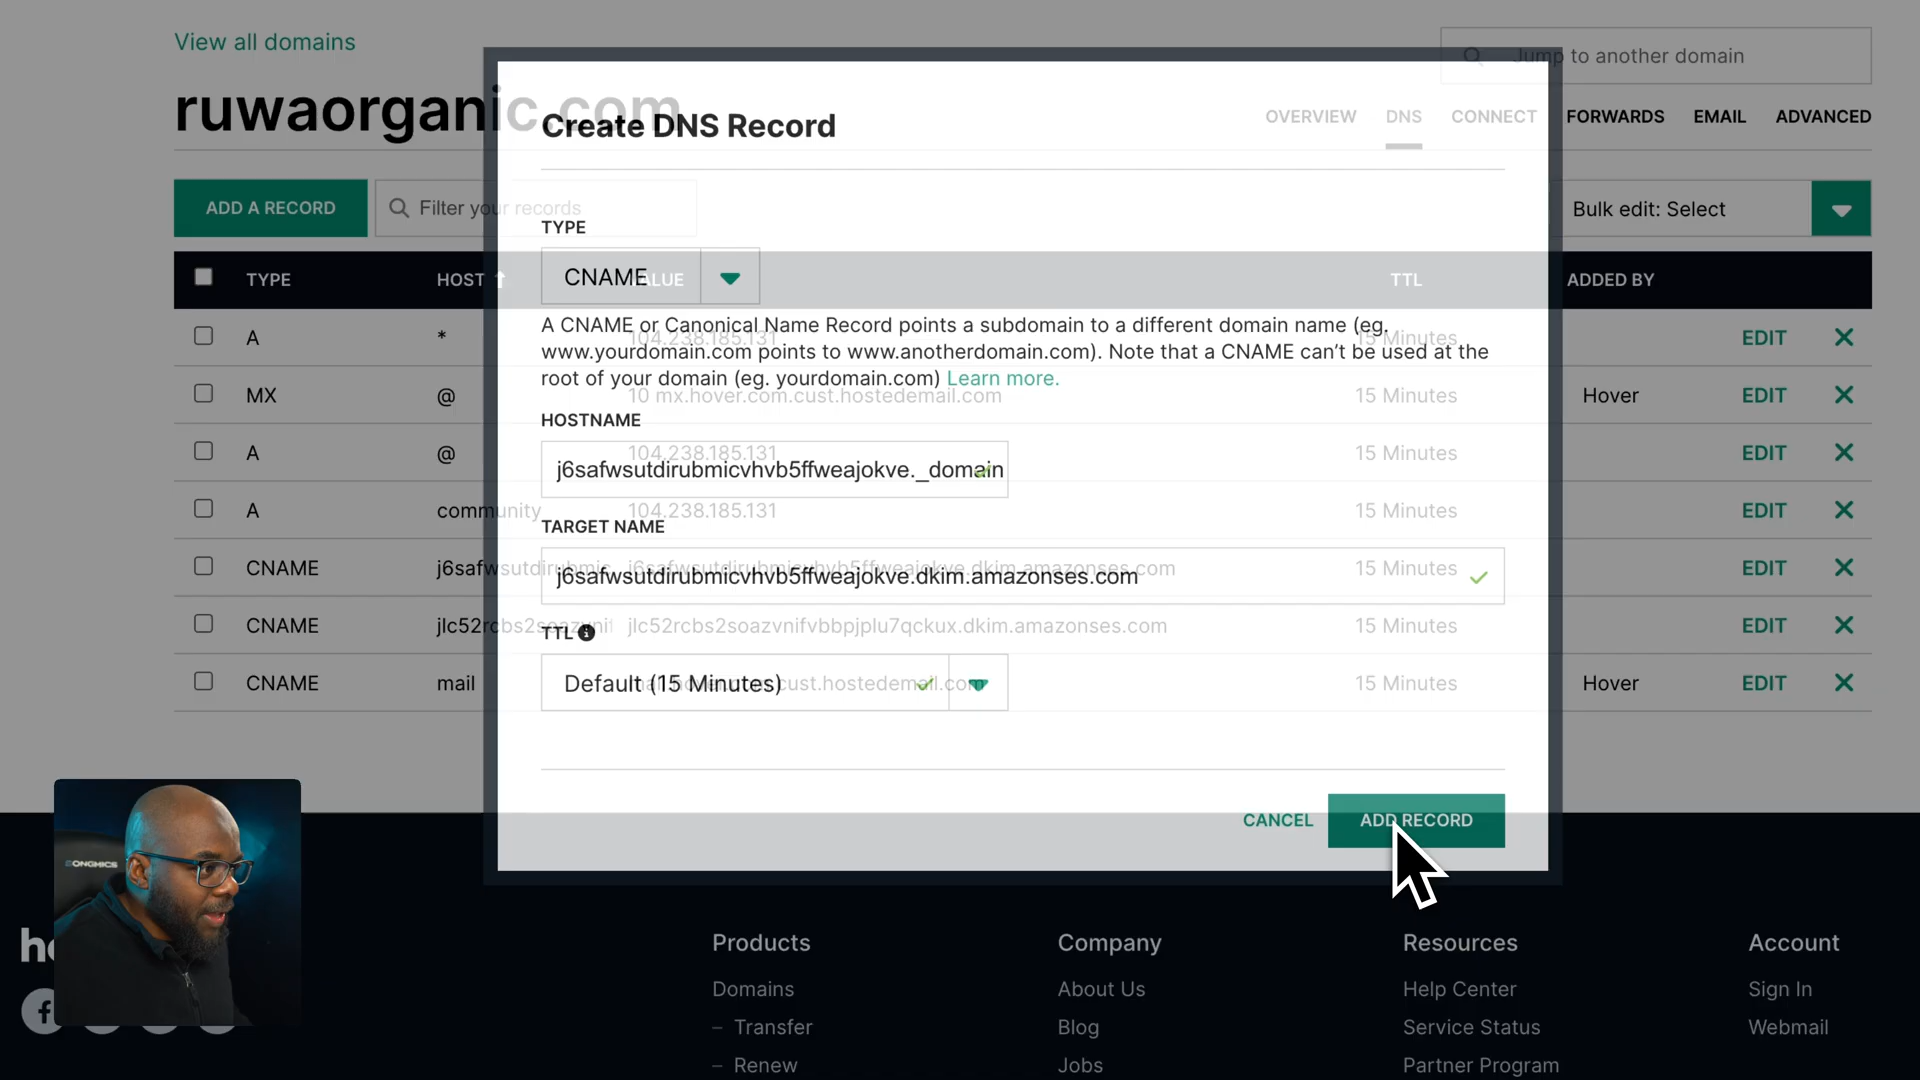 View all domains
Jump to another domain
ruwaorganic.com
Create DNS Record
OVERVIEW DNS CONNECT FORWARDS EMAIL ADVANCED
ADD A RECORD
Filter your records
Bulk edit: Select
TYPE
CNAME
TYPE HOST VALUE TTL ADDED BY
A CNAME or Canonical Name Record points a subdomain to a different domain name (eg.
www.yourdomain.com points to www.anotherdomain.com). Note that a CNAME can't be used at the
root of your domain (eg. yourdomain.com) Learn more.
HOSTNAME
j6safwsutdirubmicvhvb5ffweajokve._domain
TARGET NAME
j6safwsutdirubmicvhvb5ffweajokve.dkim.amazonses.com
TTL
Default (15 Minutes)
CANCEL ADD RECORD
A * 104.238.185.131 15 Minutes EDIT
MX @ 10 mx.hover.com.cust.hostedemail.com 15 Minutes Hover EDIT
A @ 104.238.185.131 15 Minutes EDIT
A community 104.238.185.131 15 Minutes EDIT
CNAME j6safwsutdirubmic j6safwsutdirubmicvhvb5ffweajokve.dkim.amazonses.com 15 Minutes EDIT
CNAME jlc52rcbs2soazvnif jlc52rcbs2soazvnifvbbpjplu7qckux.dkim.amazonses.com 15 Minutes EDIT
CNAME mail mail.hover.com.cust.hostedemail.com 15 Minutes Hover EDIT
ho
Products
Domains
– Transfer
– Renew
Company
About Us
Blog
Jobs
Resources
Help Center
Service Status
Partner Program
Account
Sign In
Webmail